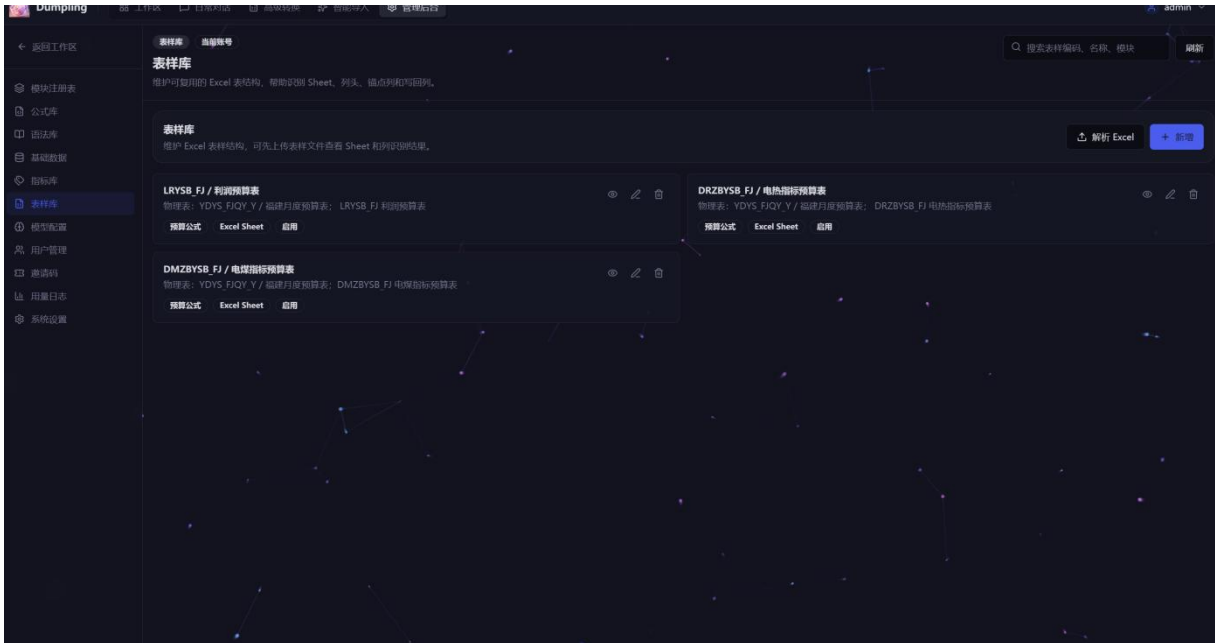 Dumpling 工作区 日常对话 高级转换 智能导入 管理后台 admin
返回工作区
模块注册表
公式库
语法库
基础数据
指标库
表样库
模型配置
用户管理
邀请码
用量日志
系统设置
表样库 当前账号
表样库
维护可复用的 Excel 表结构，帮助识别 Sheet、列头、锚点列和写回列。
搜索表样编码、名称、模块 刷新
表样库
维护 Excel 表样结构，可先上传表样文件查看 Sheet 和列识别结果。
解析 Excel + 新增
LRYSB_FJ / 利润预算表
物理表：YDYS_FJQY_Y / 福建月度预算表； LRYSB_FJ 利润预算表
预算公式 Excel Sheet 启用
DRZBYSB_FJ / 电热指标预算表
物理表：YDYS_FJQY_Y / 福建月度预算表； DRZBYSB_FJ 电热指标预算表
预算公式 Excel Sheet 启用
DMZBYSB_FJ / 电煤指标预算表
物理表：YDYS_FJQY_Y / 福建月度预算表；DMZBYSB_FJ 电煤指标预算表
预算公式 Excel Sheet 启用